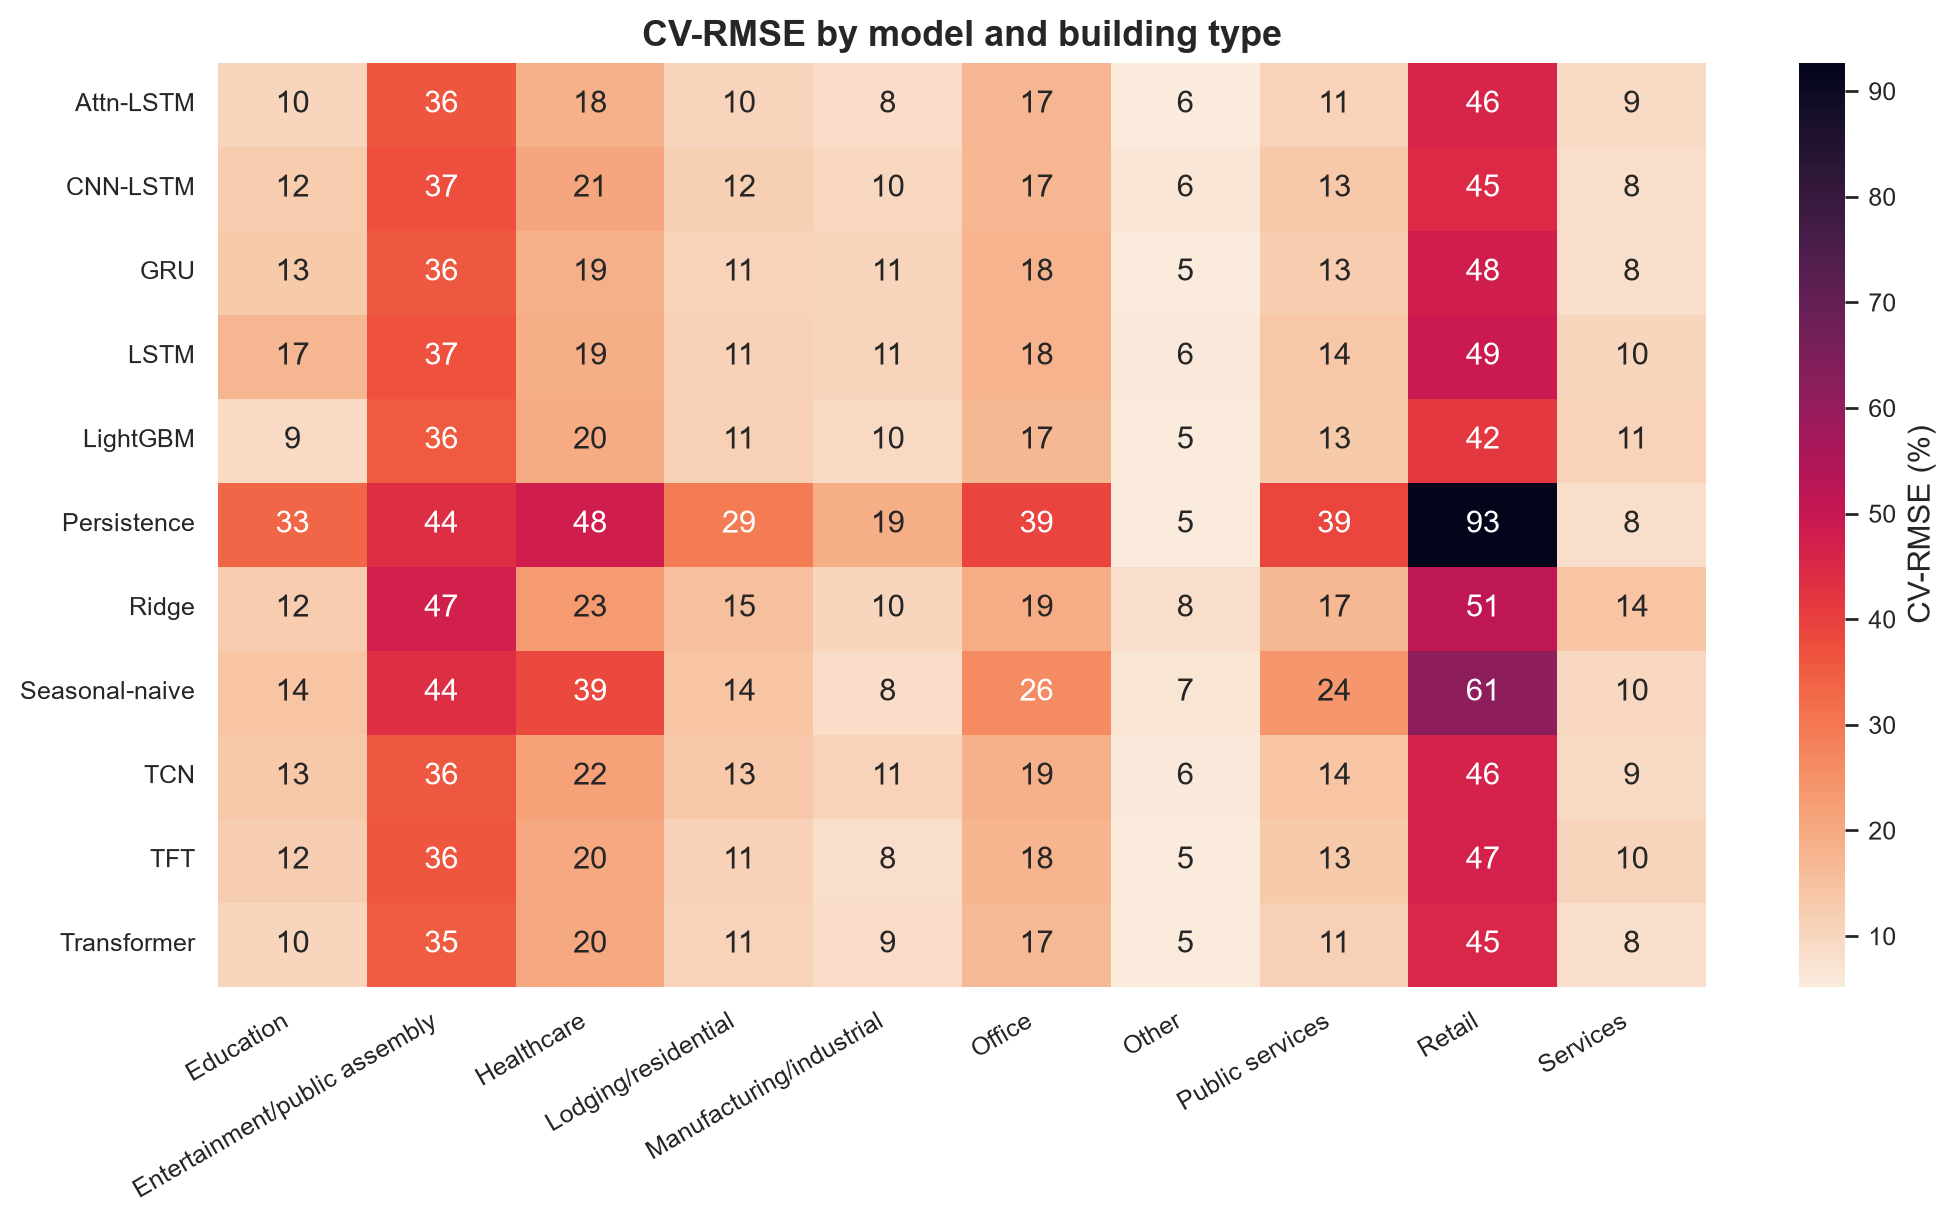 CV-RMSE by model and building type
Attn-LSTM 10 36 18 10 8 17 6 11 46 9
CNN-LSTM 12 37 21 12 10 17 6 13 45 8
GRU 13 36 19 11 11 18 5 13 48 8
LSTM 17 37 19 11 11 18 6 14 49 10
LightGBM 9 36 20 11 10 17 5 13 42 11
Persistence 33 44 48 29 19 39 5 39 93 8
Ridge 12 47 23 15 10 19 8 17 51 14
Seasonal-naive 14 44 39 14 8 26 7 24 61 10
TCN 13 36 22 13 11 19 6 14 46 9
TFT 12 36 20 11 8 18 5 13 47 10
Transformer 10 35 20 11 9 17 5 11 45 8
Education
Entertainment/public assembly
Healthcare
Lodging/residential
Manufacturing/industrial
Office
Other
Public services
Retail
Services
90
80
70
60
50
40
30
20
10
CV-RMSE (%)